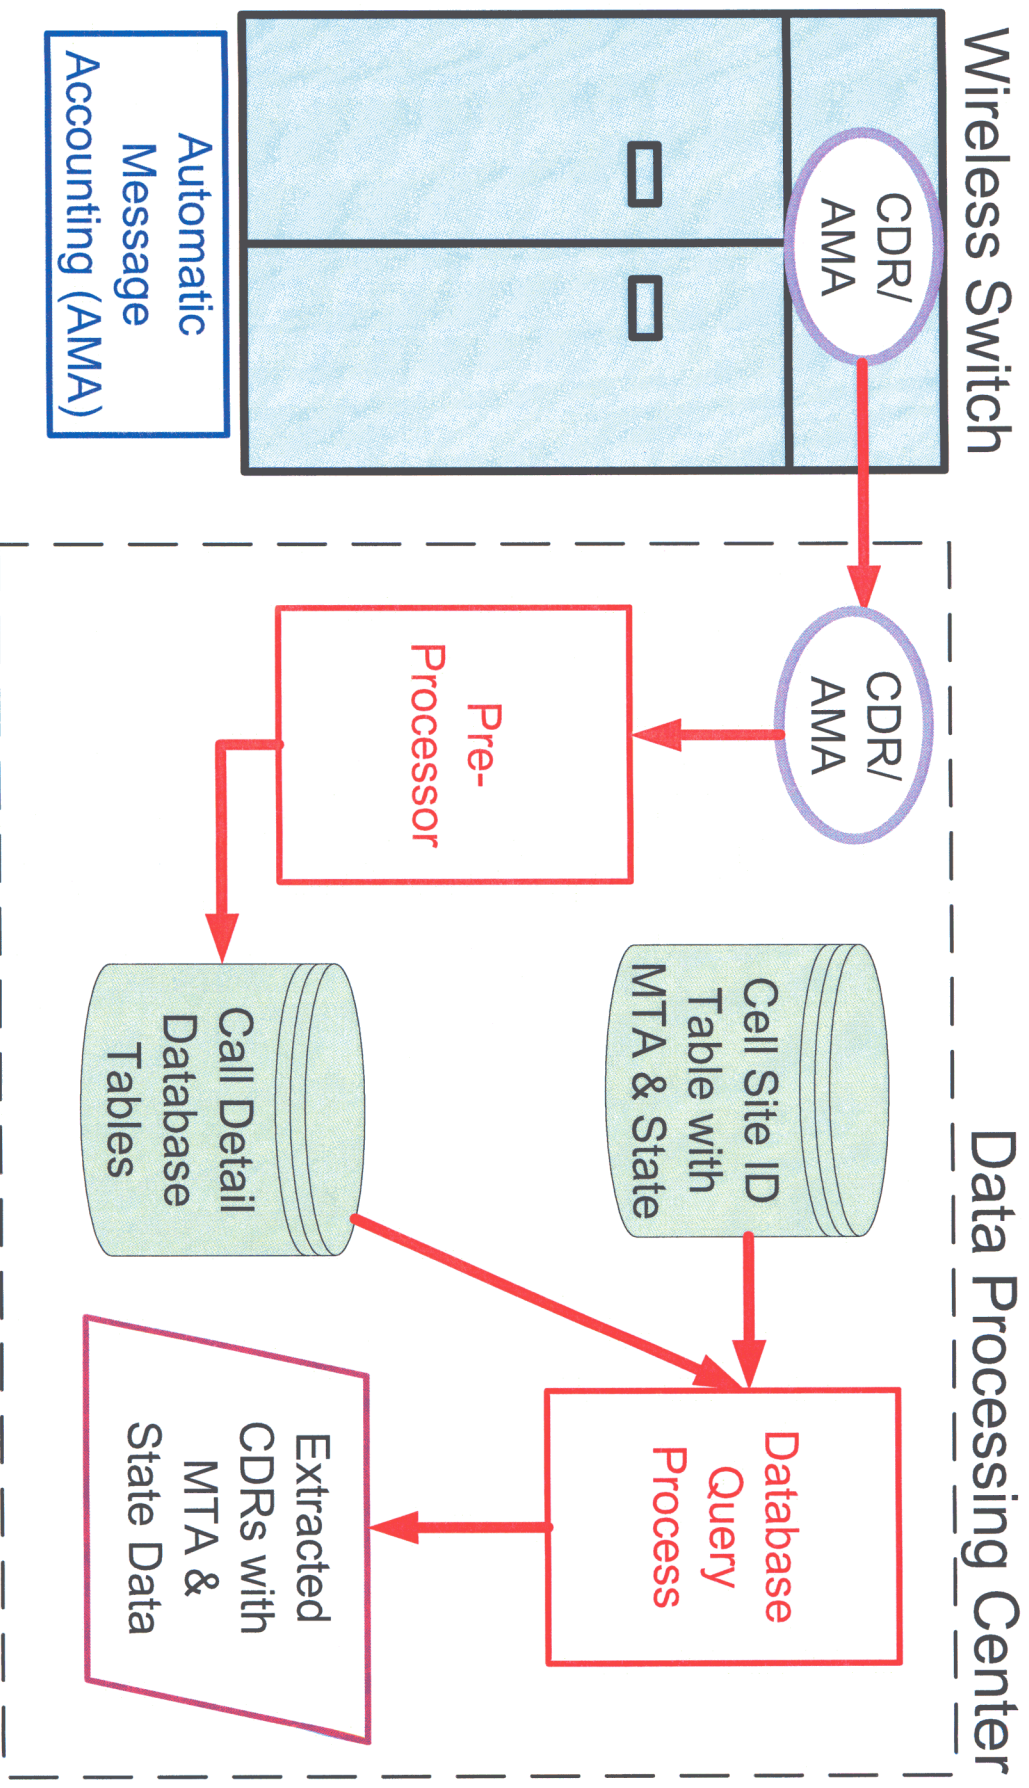 Wireless Switch
CDR/
AMA
Automatic
Message
Accounting (AMA)
Data Processing Center
CDR/
AMA
Pre-
Processor
Cell Site ID
Table with
MTA & State
Call Detail
Database
Tables
Database
Query
Process
Extracted
CDRs with
MTA &
State Data